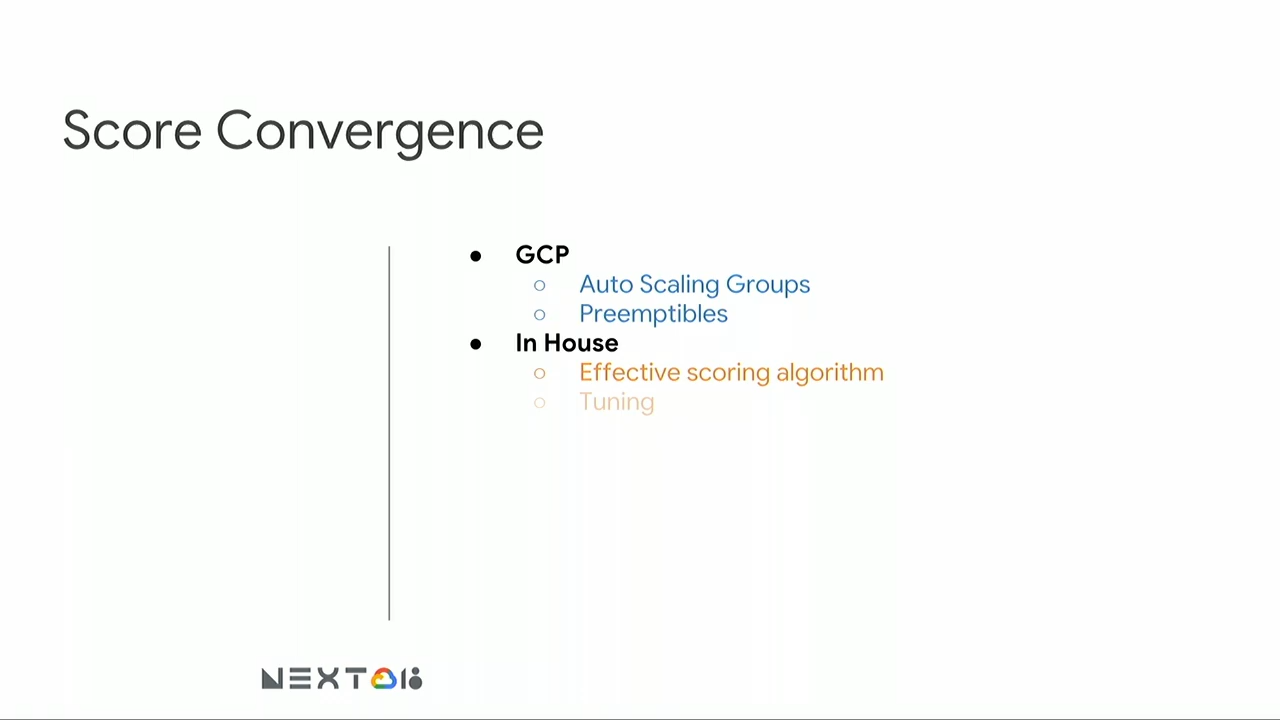 Score Convergence
● GCP
○ Auto Scaling Groups
○ Preemptibles
● In House
○ Effective scoring algorithm
○ Tuning
NEXT 18